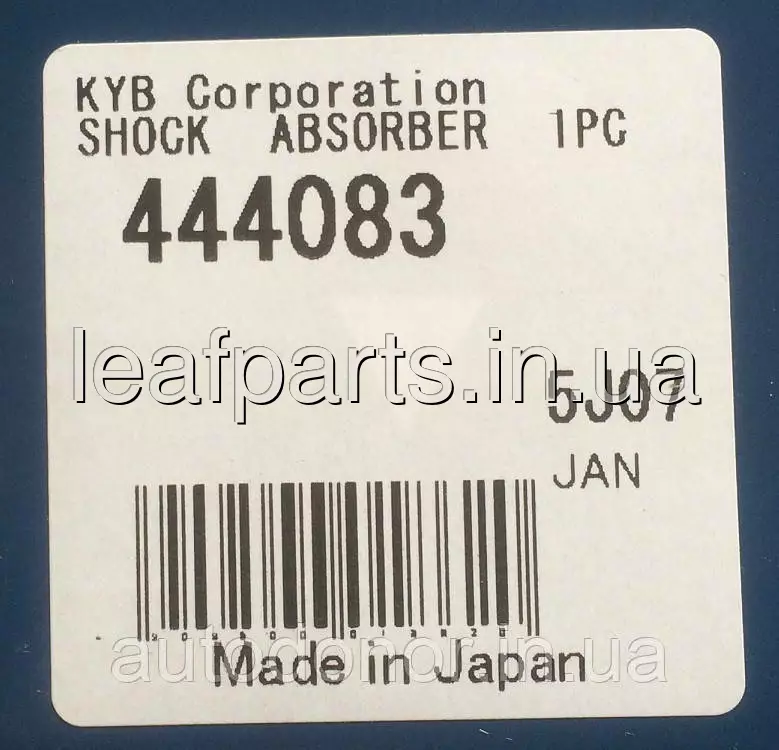 KYB Corporation
SHOCK ABSORBER 1PC
444083
leafparts.in.ua
5J07
JAN
autodonor.in.ua
Made in Japan